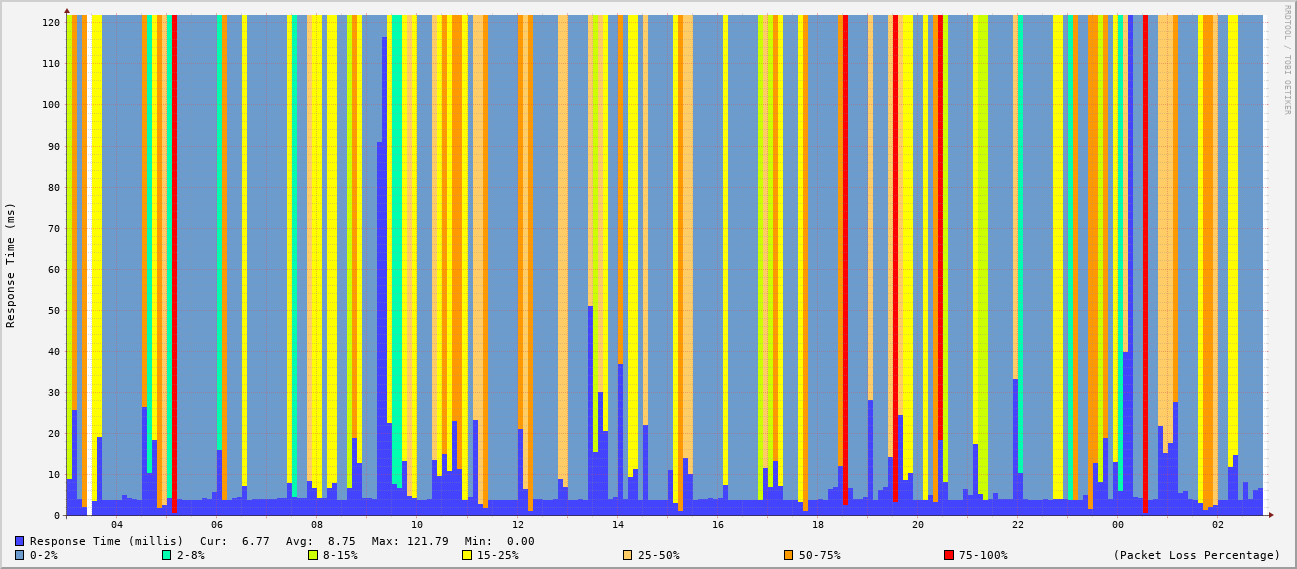 RRDTOOL / TOBI OETIKER
Response Time (ms)
120
110
100
90
80
70
60
50
40
30
20
10
0
04 06 08 10 12 14 16 18 20 22 00 02
Response Time (millis) Cur: 6.77 Avg: 8.75 Max: 121.79 Min: 0.00
0-2% 2-8% 8-15% 15-25% 25-50% 50-75% 75-100% (Packet Loss Percentage)